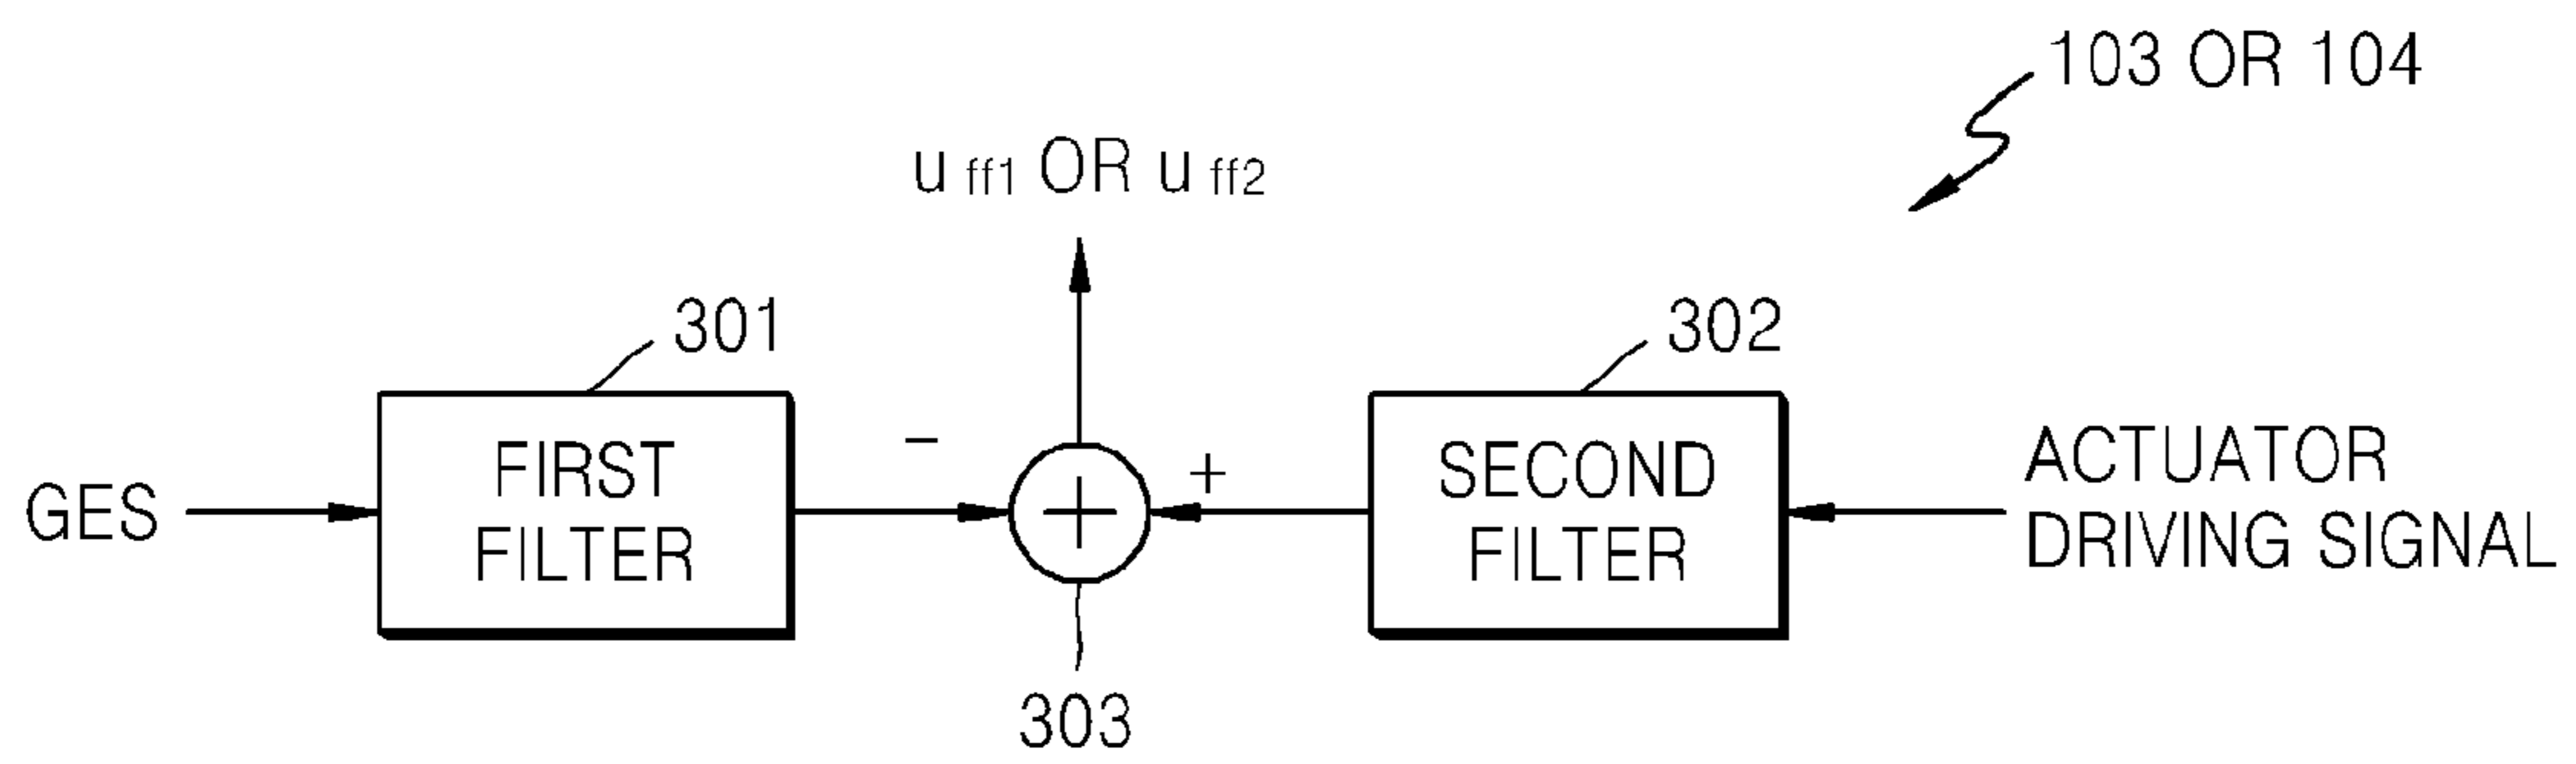 103 OR 104
u ff1 OR u ff2
301
302
-
+
GES
FIRST
FILTER
+
SECOND
FILTER
ACTUATOR
DRIVING SIGNAL
303